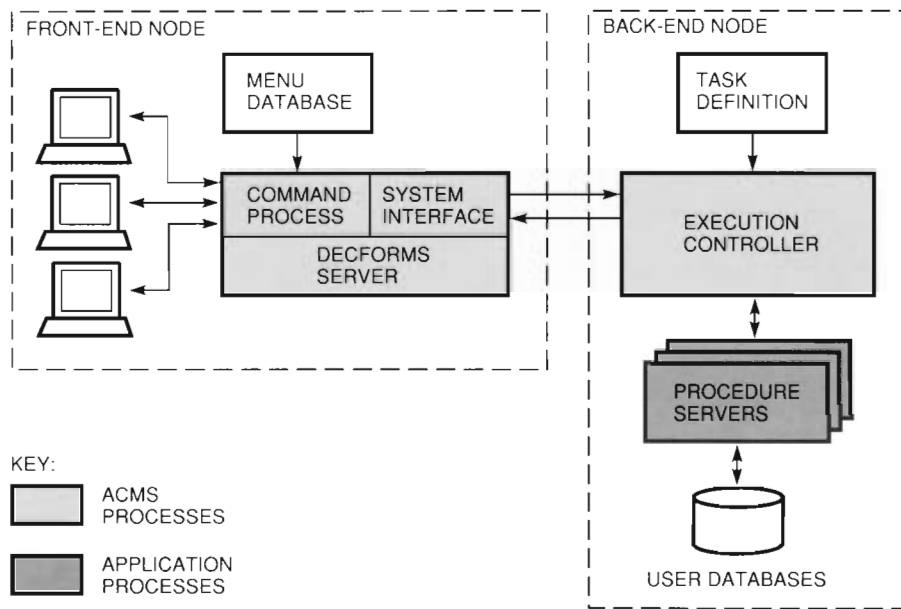 FRONT-END NODE
MENU
DATABASE
COMMAND
PROCESS
SYSTEM
INTERFACE
DECFORMS
SERVER
BACK-END NODE
TASK
DEFINITION
EXECUTION
CONTROLLER
PROCEDURE
SERVERS
USER DATABASES
KEY:
ACMS
PROCESSES
APPLICATION
PROCESSES